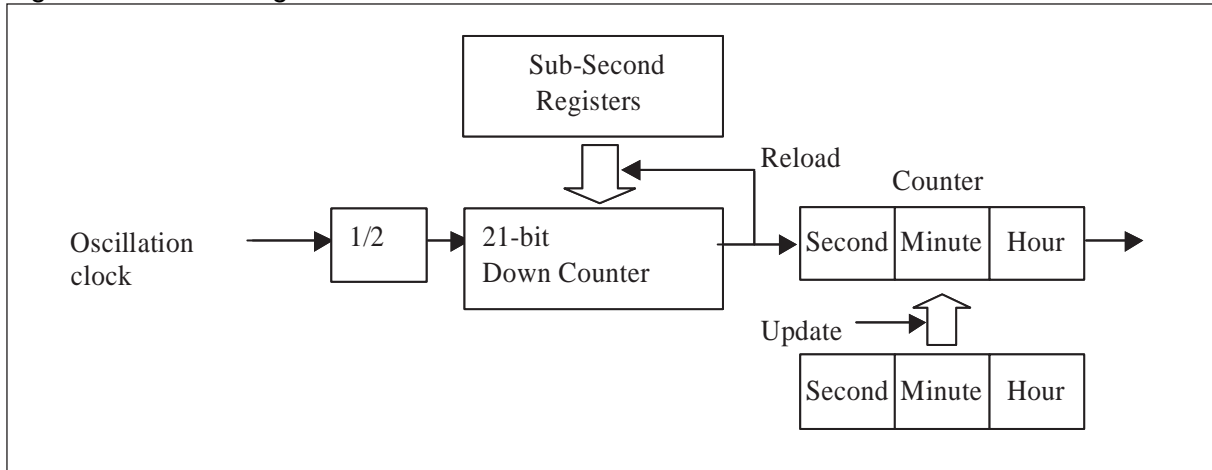 Sub-Second
Registers
Reload
Counter
Oscillation
clock
1/2
21-bit
Down Counter
Second Minute Hour
Update
Second Minute Hour